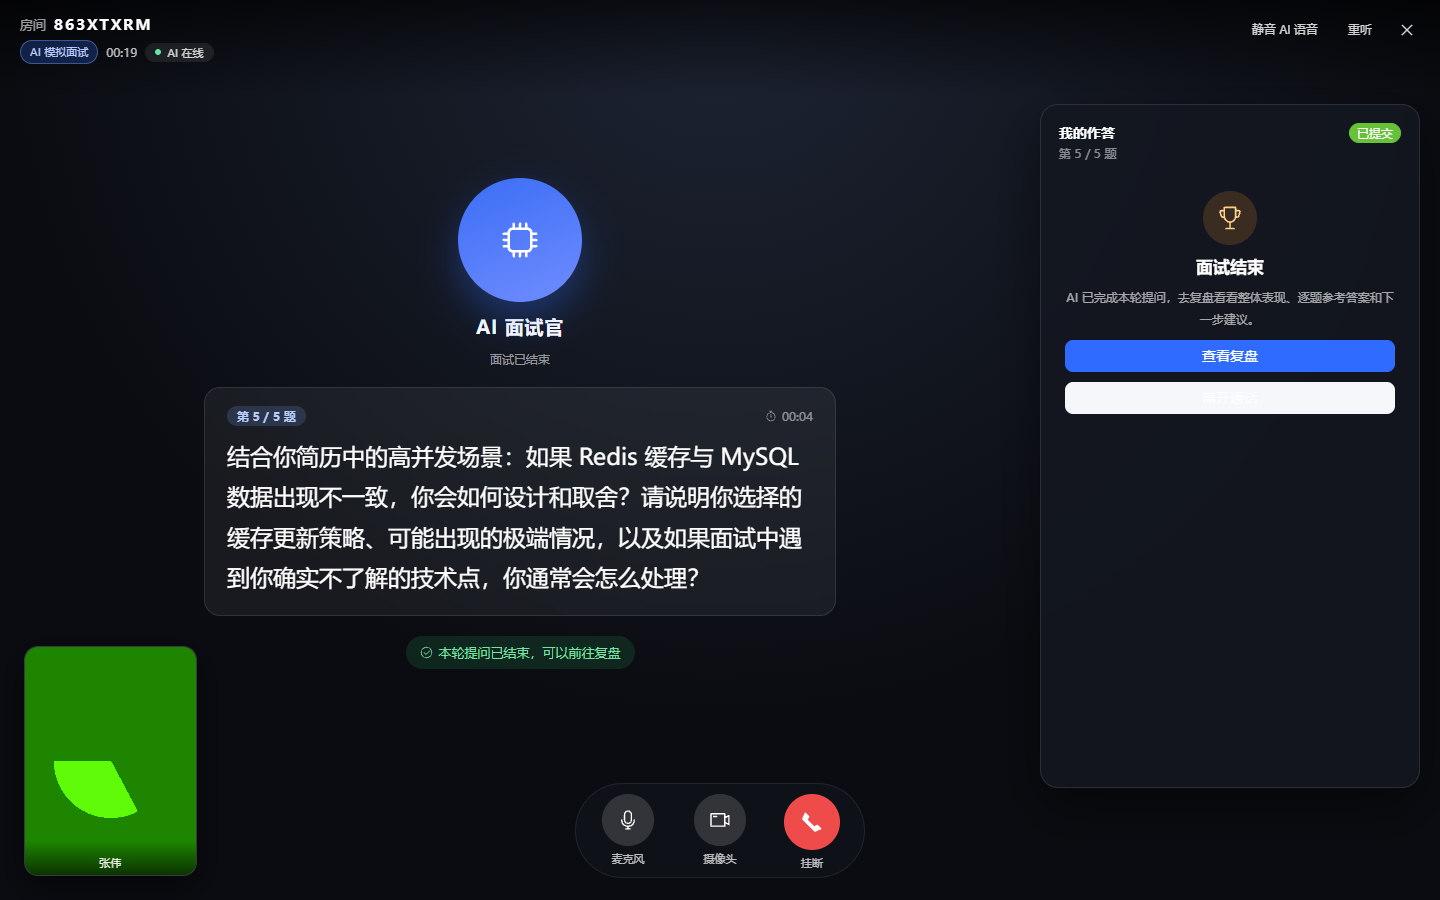 房间 863XTXRM
AI 模拟面试 00:19 AI 在线
静音 AI 语音 重听
AI 面试官
面试已结束
第 5 / 5 题 00:04
结合你简历中的高并发场景：如果 Redis 缓存与 MySQL
数据出现不一致，你会如何设计和取舍？请说明你选择的
缓存更新策略、可能出现的极端情况，以及如果面试中遇
到你确实不了解的技术点，你通常会怎么处理？
本轮提问已结束，可以前往复盘
我的作答 已提交
第 5 / 5 题
面试结束
AI 已完成本轮提问，去复盘看看整体表现、逐题参考答案和下
一步建议。
查看复盘
张伟
麦克风 摄像头 挂断